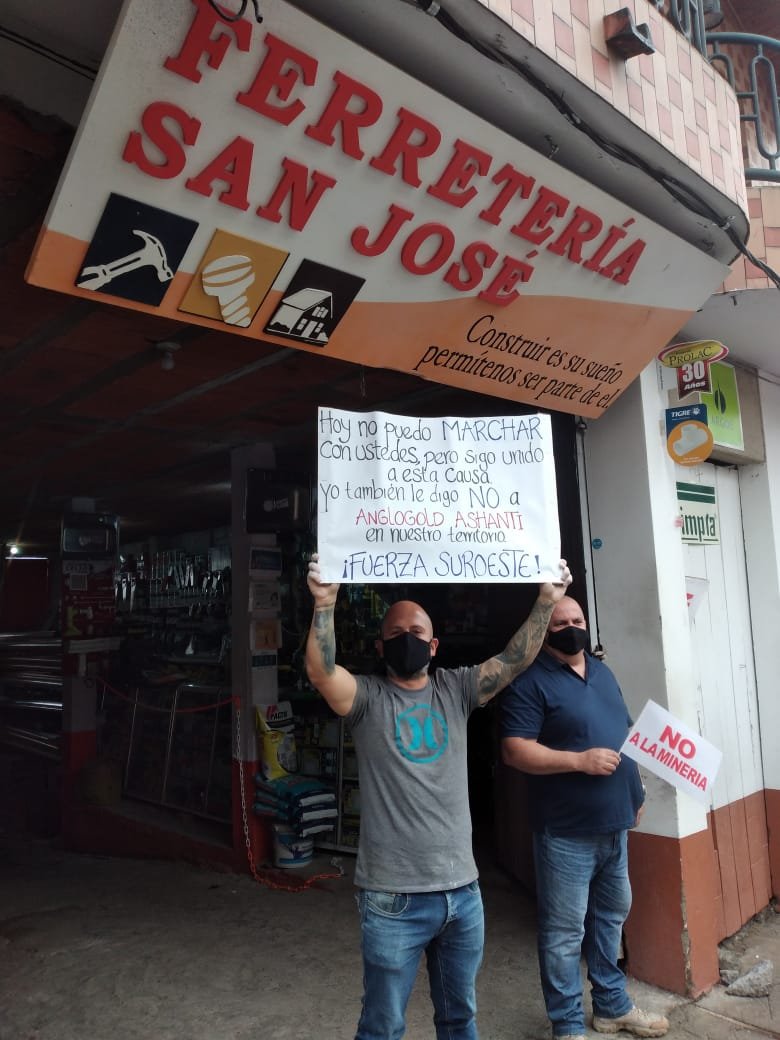 FERRETERÍA
SAN JOSÉ
Construir es su sueño
permítenos ser parte de el.
PROLAC
30
AÑOS
TIGRE
impta
Hoy no puedo MARCHAR
con ustedes, pero sigo unido
a esta causa
yo también le digo NO a
ANGLOGOLD ASHANTI
en nuestro territorio
¡FUERZA SUROESTE!
NO
A LA MINERIA